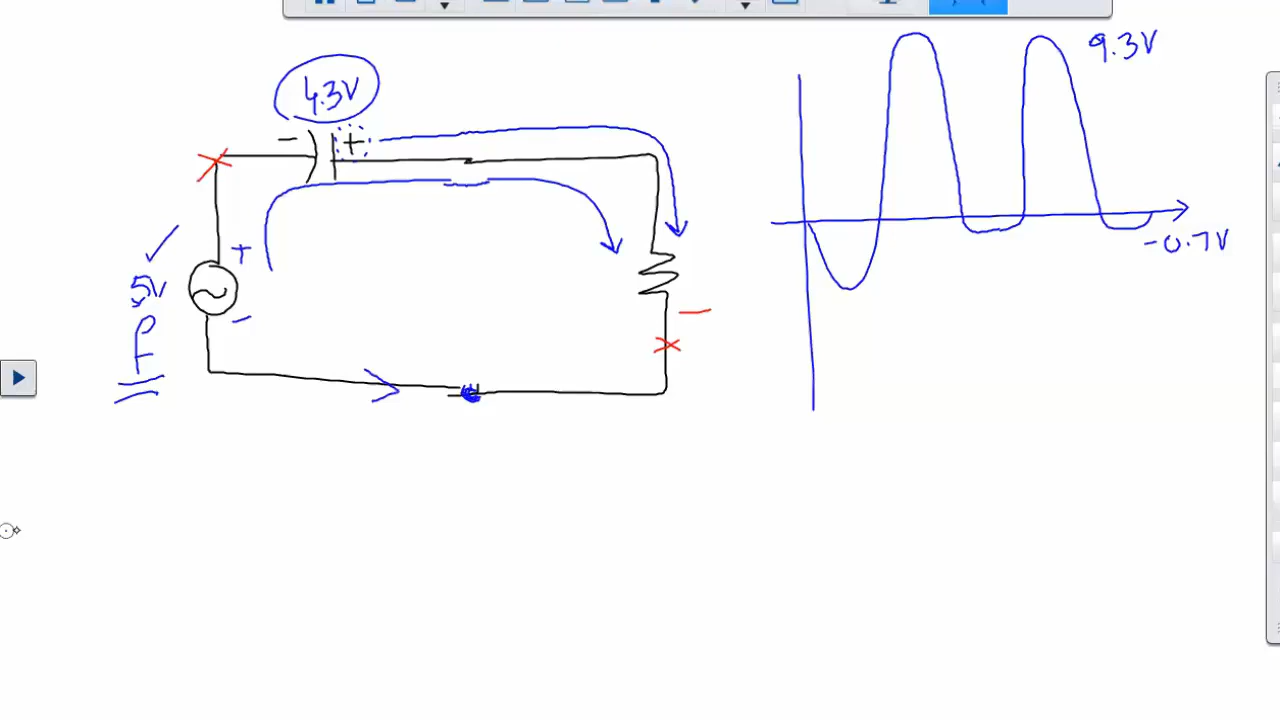 4.3V
9.3V
- +
+
5V
P
-
-
-0.7V